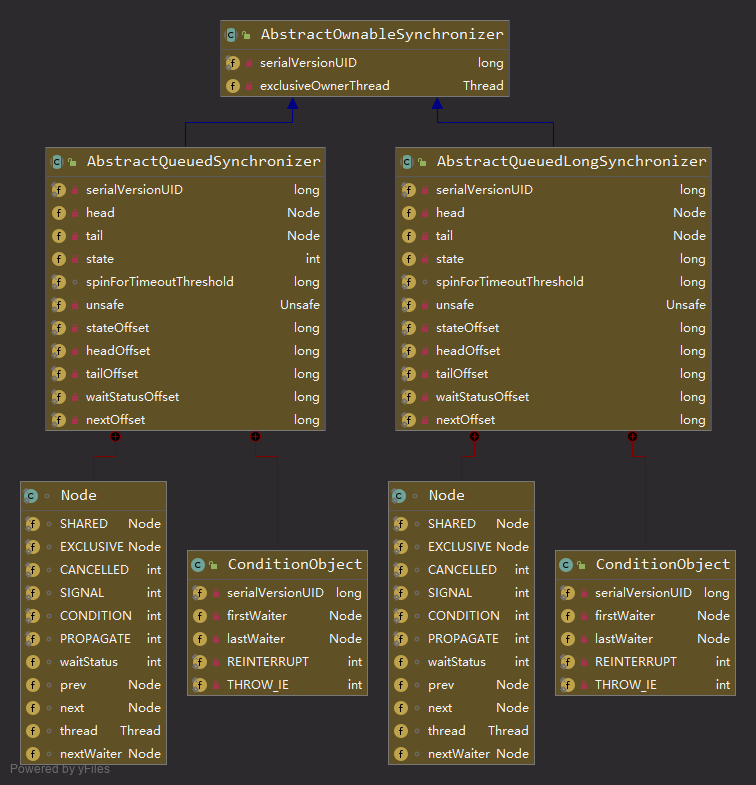 AbstractOwnableSynchronizer
serialVersionUID long
exclusiveOwnerThread Thread
AbstractQueuedSynchronizer
serialVersionUID long
head Node
tail Node
state int
spinForTimeoutThreshold long
unsafe Unsafe
stateOffset long
headOffset long
tailOffset long
waitStatusOffset long
nextOffset long
AbstractQueuedLongSynchronizer
serialVersionUID long
head Node
tail Node
state long
spinForTimeoutThreshold long
unsafe Unsafe
stateOffset long
headOffset long
tailOffset long
waitStatusOffset long
nextOffset long
Node
SHARED Node
EXCLUSIVE Node
CANCELLED int
SIGNAL int
CONDITION int
PROPAGATE int
waitStatus int
prev Node
next Node
thread Thread
nextWaiter Node
ConditionObject
serialVersionUID long
firstWaiter Node
lastWaiter Node
REINTERRUPT int
THROW_IE int
Node
SHARED Node
EXCLUSIVE Node
CANCELLED int
SIGNAL int
CONDITION int
PROPAGATE int
waitStatus int
prev Node
next Node
thread Thread
nextWaiter Node
ConditionObject
serialVersionUID long
firstWaiter Node
lastWaiter Node
REINTERRUPT int
THROW_IE int
Powered by yFiles